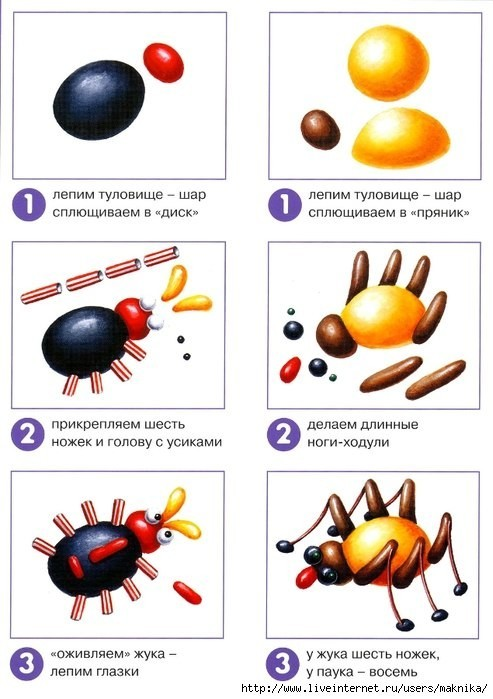 1 лепим туловище – шар
сплющиваем в «диск»
1 лепим туловище – шар
сплющиваем в «пряник»
2 прикрепляем шесть
ножек и голову с усиками
2 делаем длинные
ноги-ходули
3 «оживляем» жука –
лепим глазки
3 у жука шесть ножек,
у паука – восемь
http://www.liveinternet.ru/users/maknika/